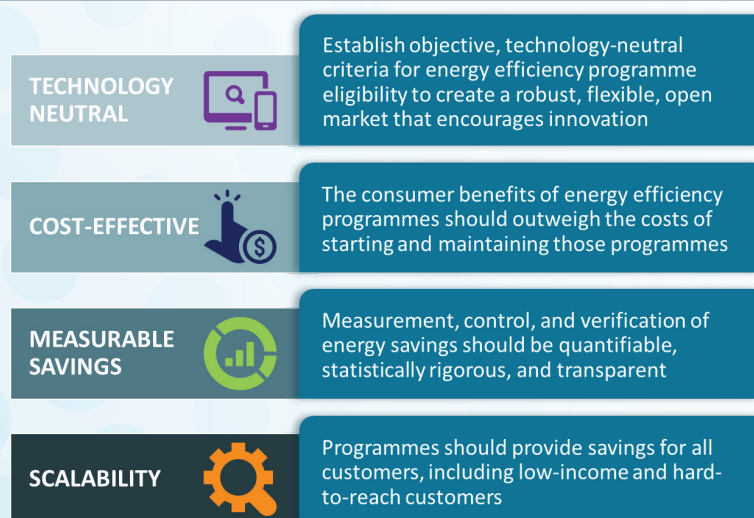 TECHNOLOGY
NEUTRAL
Establish objective, technology-neutral
criteria for energy efficiency programme
eligibility to create a robust, flexible, open
market that encourages innovation
COST-EFFECTIVE
$
The consumer benefits of energy efficiency
programmes should outweigh the costs of
starting and maintaining those programmes
MEASURABLE
SAVINGS
Measurement, control, and verification of
energy savings should be quantifiable,
statistically rigorous, and transparent
SCALABILITY
Programmes should provide savings for all
customers, including low-income and hard-
to-reach customers